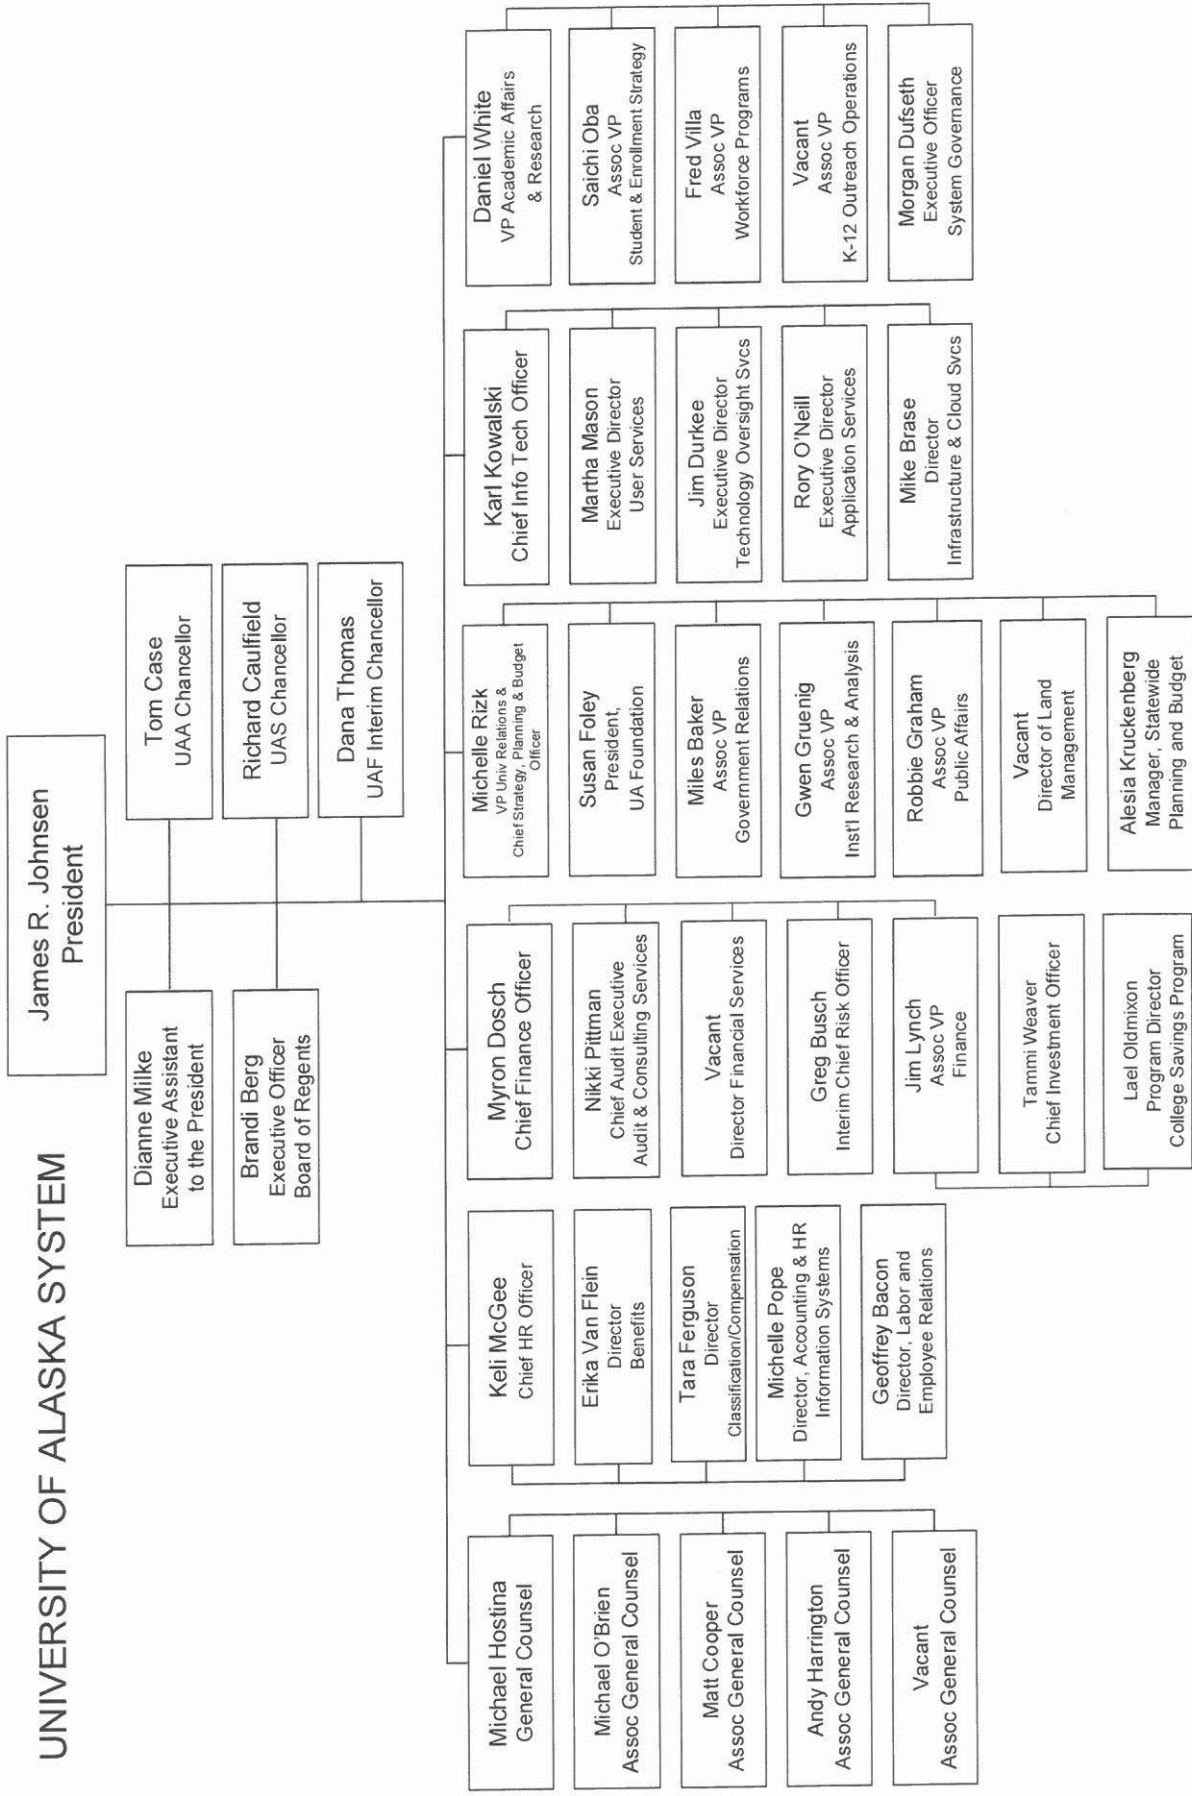 UNIVERSITY OF ALASKA SYSTEM
James R. Johnsen
President
Dianne Milke
Executive Assistant
to the President
Tom Case
UAA Chancellor
Brandi Berg
Executive Officer
Board of Regents
Richard Caulfield
UAS Chancellor
Dana Thomas
UAF Interim Chancellor
Michael Hostina
General Counsel
Michael O'Brien
Assoc General Counsel
Matt Cooper
Assoc General Counsel
Andy Harrington
Assoc General Counsel
Vacant
Assoc General Counsel
Keli McGee
Chief HR Officer
Erika Van Flein
Director
Benefits
Tara Ferguson
Director
Classification/Compensation
Michelle Pope
Director, Accounting & HR
Information Systems
Geoffrey Bacon
Director, Labor and
Employee Relations
Myron Dosch
Chief Finance Officer
Nikki Pittman
Chief Audit Executive
Audit & Consulting Services
Vacant
Director Financial Services
Greg Busch
Interim Chief Risk Officer
Jim Lynch
Assoc VP
Finance
Tammi Weaver
Chief Investment Officer
Lael Oldmixon
Program Director
College Savings Program
Michelle Rizk
VP Univ Relations &
Chief Strategy, Planning & Budget
Officer
Susan Foley
President,
UA Foundation
Miles Baker
Assoc VP
Government Relations
Gwen Gruenig
Assoc VP
Inst'l Research & Analysis
Robbie Graham
Assoc VP
Public Affairs
Vacant
Director of Land
Management
Alesia Kruckenberg
Manager, Statewide
Planning and Budget
Karl Kowalski
Chief Info Tech Officer
Martha Mason
Executive Director
User Services
Jim Durkee
Executive Director
Technology Oversight Svcs
Rory O'Neill
Executive Director
Application Services
Mike Brase
Director
Infrastructure & Cloud Svcs
Daniel White
VP Academic Affairs
& Research
Saichi Oba
Assoc VP
Student & Enrollment Strategy
Fred Villa
Assoc VP
Workforce Programs
Vacant
Assoc VP
K-12 Outreach Operations
Morgan Dufseth
Executive Officer
System Governance